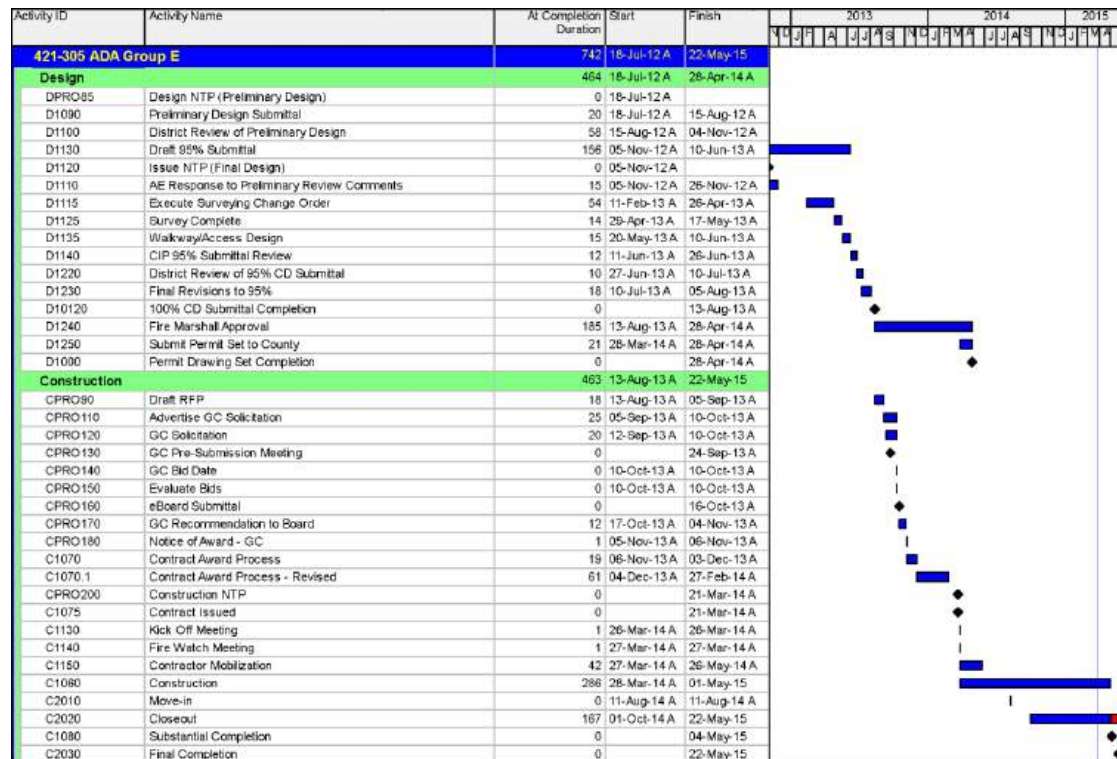 Activity ID Activity Name At Completion Start Finish 2013 2014 2015
Duration
421-305 ADA Group E 742 18-Jul-12 A 22-May-15
Design 464 18-Jul-12 A 28-Apr-14 A
DPRO85 Design NTP (Preliminary Design) 0 18-Jul-12 A
D1090 Preliminary Design Submittal 20 18-Jul-12 A 15-Aug-12 A
D1100 District Review of Preliminary Design 58 15-Aug-12 A 04-Nov-12 A
D1130 Draft 95% Submittal 156 05-Nov-12 A 10-Jun-13 A
D1120 Issue NTP (Final Design) 0 05-Nov-12 A
D1110 AE Response to Preliminary Review Comments 15 05-Nov-12 A 26-Nov-12 A
D1115 Execute Surveying Change Order 54 11-Feb-13 A 26-Apr-13 A
D1125 Survey Complete 14 29-Apr-13 A 17-May-13 A
D1135 Walkway/Access Design 15 20-May-13 A 10-Jun-13 A
D1140 CIP 95% Submittal Review 12 11-Jun-13 A 26-Jun-13 A
D1220 District Review of 95% CD Submittal 10 27-Jun-13 A 10-Jul-13 A
D1230 Final Revisions to 95% 18 10-Jul-13 A 05-Aug-13 A
D10120 100% CD Submittal Completion 0 13-Aug-13 A
D1240 Fire Marshall Approval 185 13-Aug-13 A 28-Apr-14 A
D1250 Submit Permit Set to County 21 28-Mar-14 A 28-Apr-14 A
D1000 Permit Drawing Set Completion 0 28-Apr-14 A
Construction 463 13-Aug-13 A 22-May-15
CPRO90 Draft RFP 18 13-Aug-13 A 05-Sep-13 A
CPRO110 Advertise GC Solicitation 25 05-Sep-13 A 10-Oct-13 A
CPRO120 GC Solicitation 20 12-Sep-13 A 10-Oct-13 A
CPRO130 GC Pre-Submission Meeting 0 24-Sep-13 A
CPRO140 GC Bid Date 0 10-Oct-13 A 10-Oct-13 A
CPRO150 Evaluate Bids 0 10-Oct-13 A 10-Oct-13 A
CPRO160 eBoard Submittal 0 16-Oct-13 A
CPRO170 GC Recommendation to Board 12 17-Oct-13 A 04-Nov-13 A
CPRO180 Notice of Award - GC 1 05-Nov-13 A 06-Nov-13 A
C1070 Contract Award Process 19 06-Nov-13 A 03-Dec-13 A
C1070.1 Contract Award Process - Revised 61 04-Dec-13 A 27-Feb-14 A
CPRO200 Construction NTP 0 21-Mar-14 A
C1075 Contract Issued 0 21-Mar-14 A
C1130 Kick Off Meeting 1 26-Mar-14 A 26-Mar-14 A
C1140 Fire Watch Meeting 1 27-Mar-14 A 27-Mar-14 A
C1150 Contractor Mobilization 42 27-Mar-14 A 26-May-14 A
C1060 Construction 286 28-Mar-14 A 01-May-15
C2010 Move-in 0 11-Aug-14 A 11-Aug-14 A
C2020 Closeout 167 01-Oct-14 A 22-May-15
C1080 Substantial Completion 0 04-May-15
C2030 Final Completion 0 22-May-15